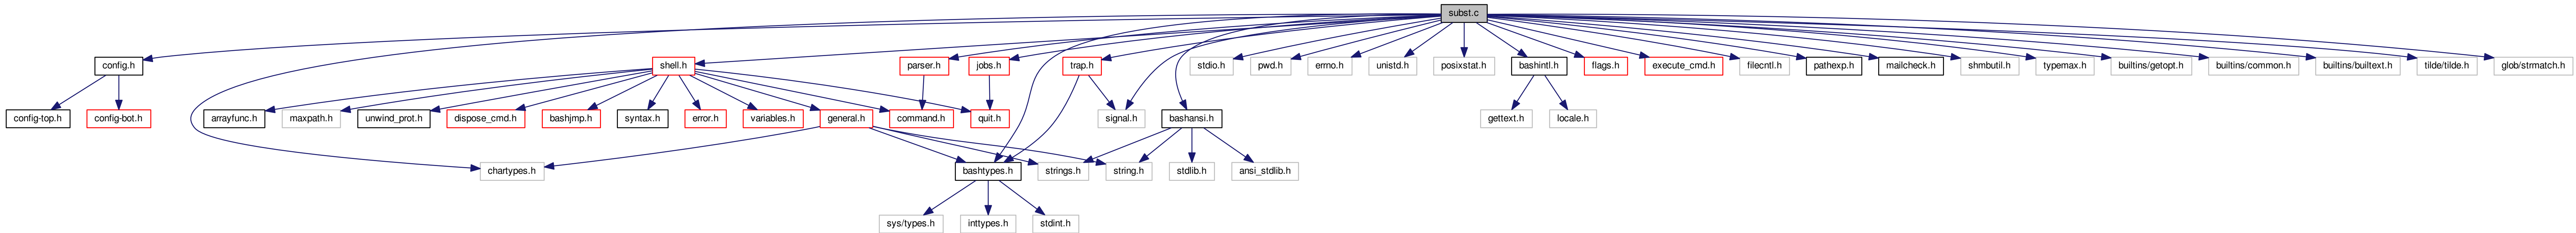 subst.c
config.h
shell.h
parser.h
jobs.h
trap.h
stdio.h
pwd.h
errno.h
unistd.h
posixstat.h
bashintl.h
flags.h
execute_cmd.h
filecntl.h
pathexp.h
mailcheck.h
shmbutil.h
typemax.h
builtins/getopt.h
builtins/common.h
builtins/builtext.h
tilde/tilde.h
glob/strmatch.h
config-top.h
config-bot.h
arrayfunc.h
maxpath.h
unwind_prot.h
dispose_cmd.h
bashjmp.h
syntax.h
error.h
variables.h
general.h
command.h
quit.h
signal.h
bashansi.h
gettext.h
locale.h
chartypes.h
bashtypes.h
strings.h
string.h
stdlib.h
ansi_stdlib.h
sys/types.h
inttypes.h
stdint.h